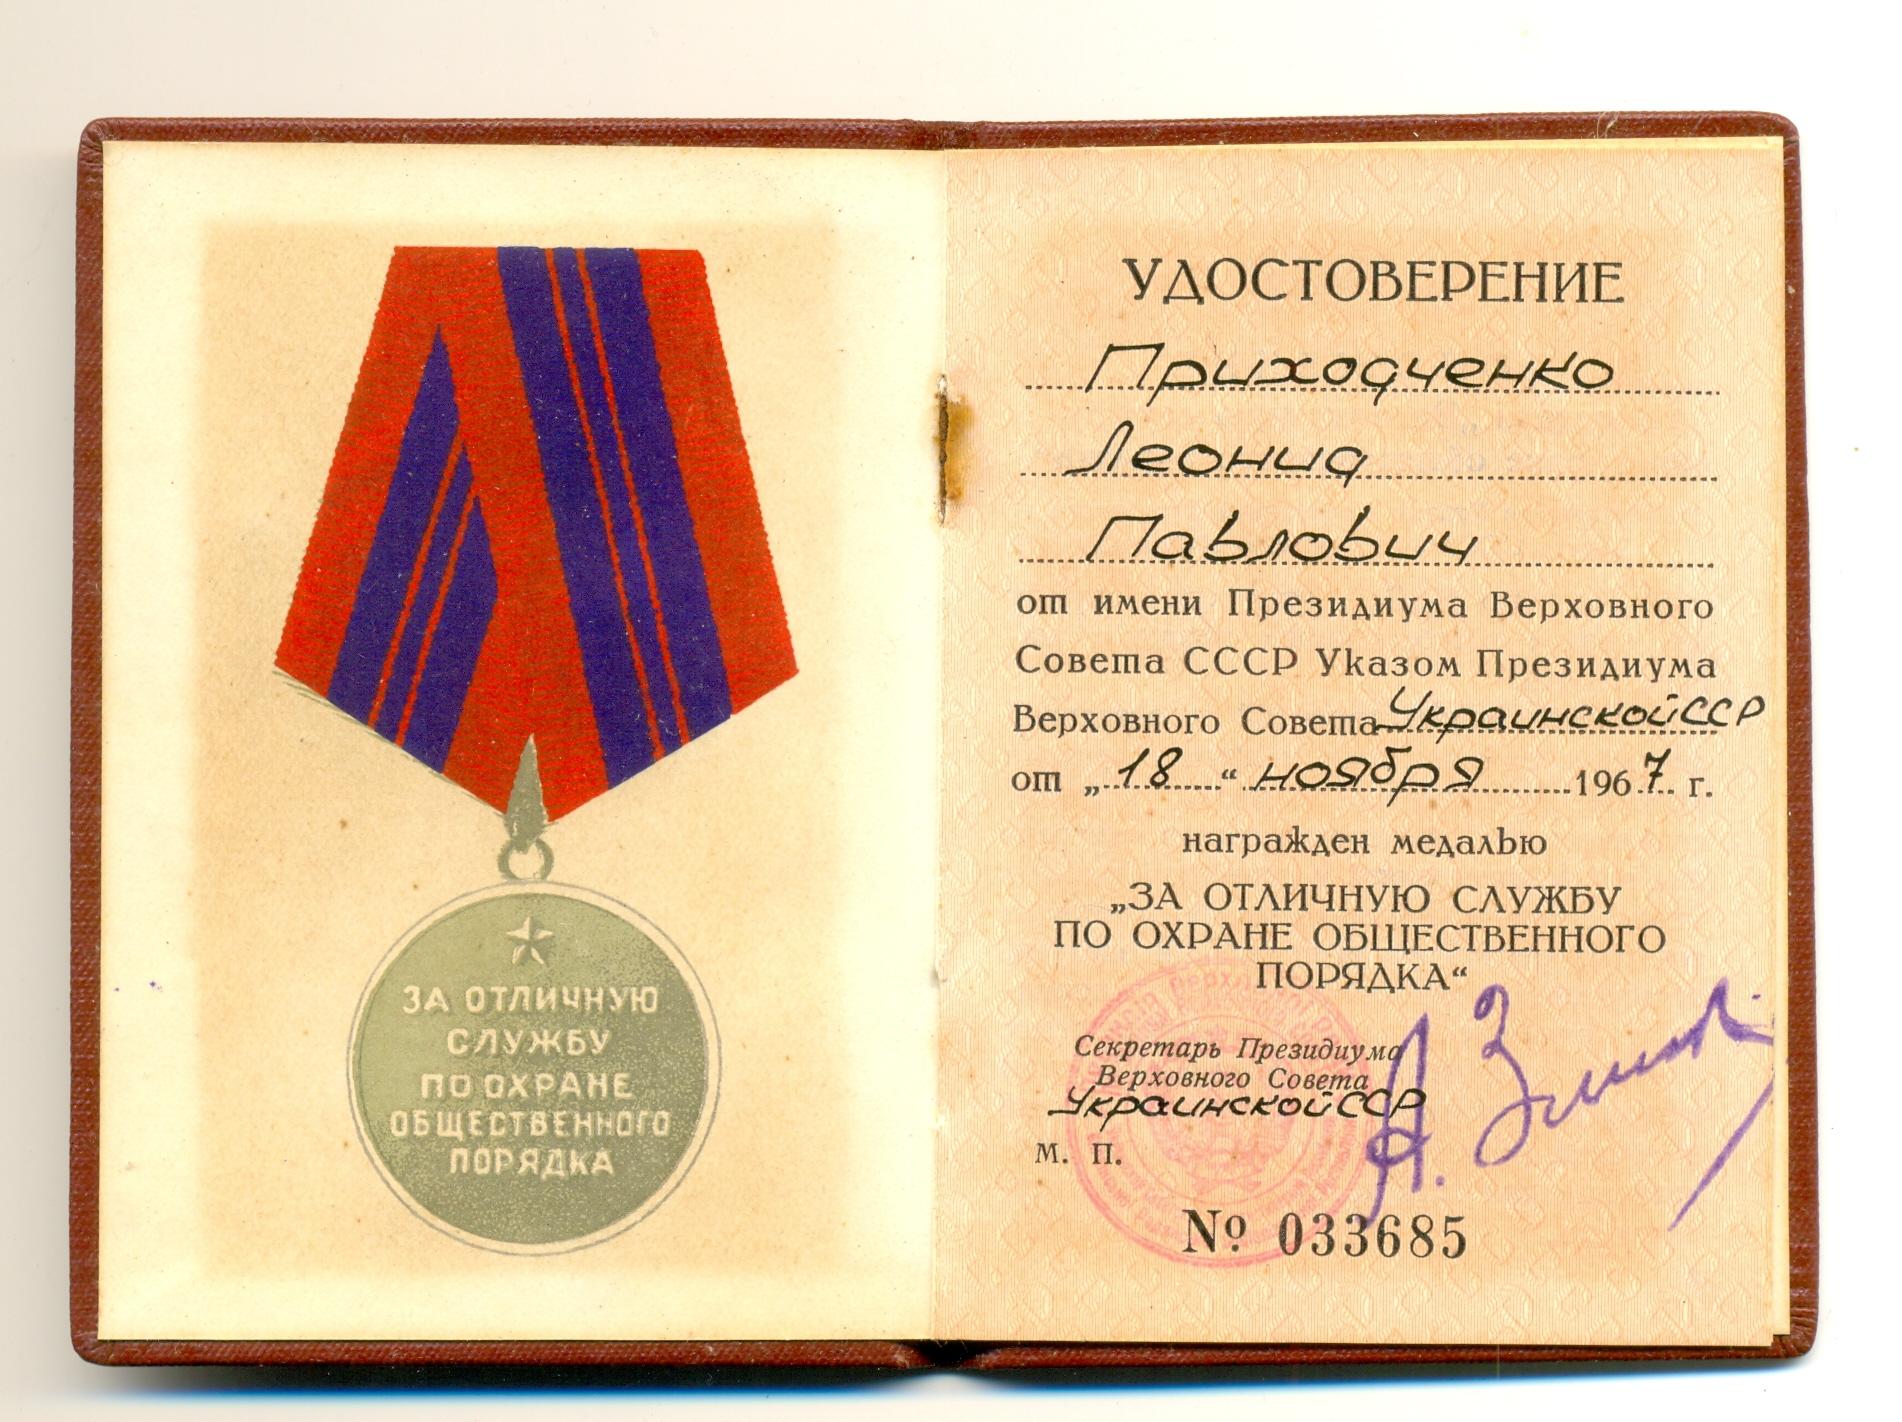 ЗА ОТЛИЧНУЮ
СЛУЖБУ
ПО ОХРАНЕ
ОБЩЕСТВЕННОГО
ПОРЯДКА
УДОСТОВЕРЕНИЕ
Приходченко
Леонид
Павлович
от имени Президиума Верховного
Совета СССР Указом Президиума
Верховного Совета Украинской ССР
от „18“ ноября 1967 г.
награжден медалью
„ЗА ОТЛИЧНУЮ СЛУЖБУ
ПО ОХРАНЕ ОБЩЕСТВЕННОГО
ПОРЯДКА“
Секретарь Президиума
Верховного Совета
Украинской ССР
М. П.
№ 033685